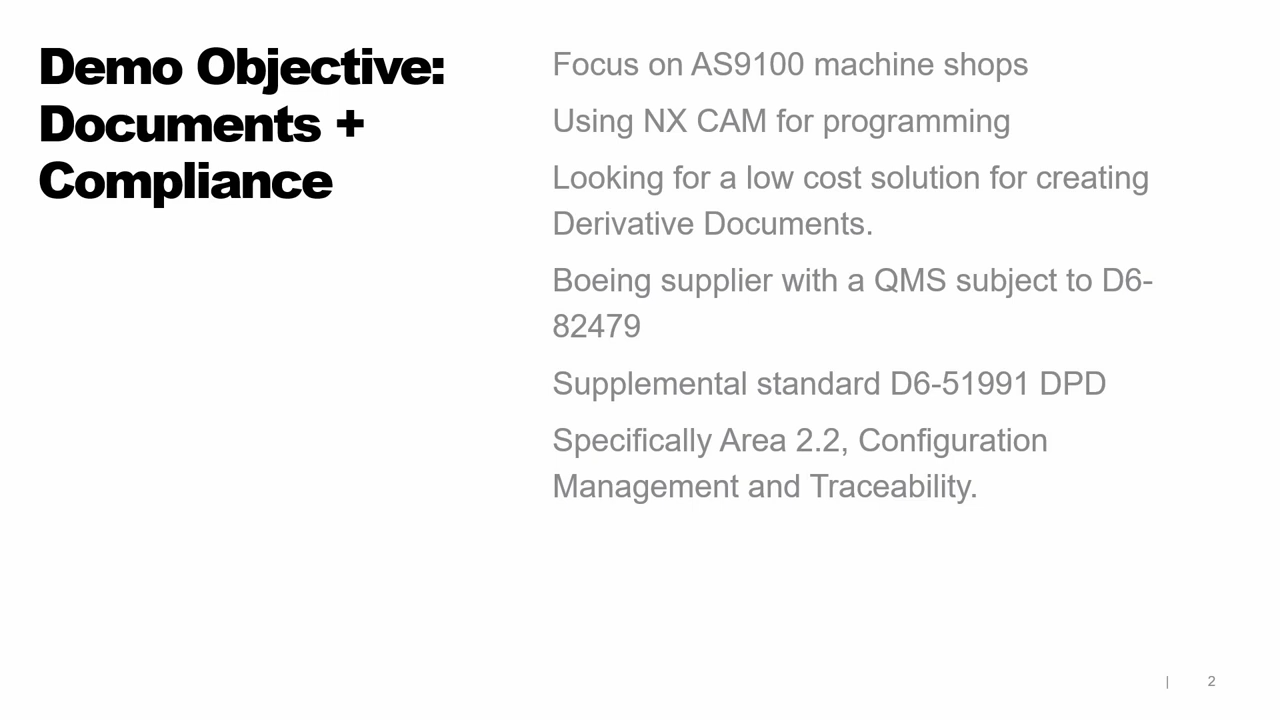 Demo Objective:
Documents +
Compliance
Focus on AS9100 machine shops
Using NX CAM for programming
Looking for a low cost solution for creating
Derivative Documents.
Boeing supplier with a QMS subject to D6-
82479
Supplemental standard D6-51991 DPD
Specifically Area 2.2, Configuration
Management and Traceability.
| 2